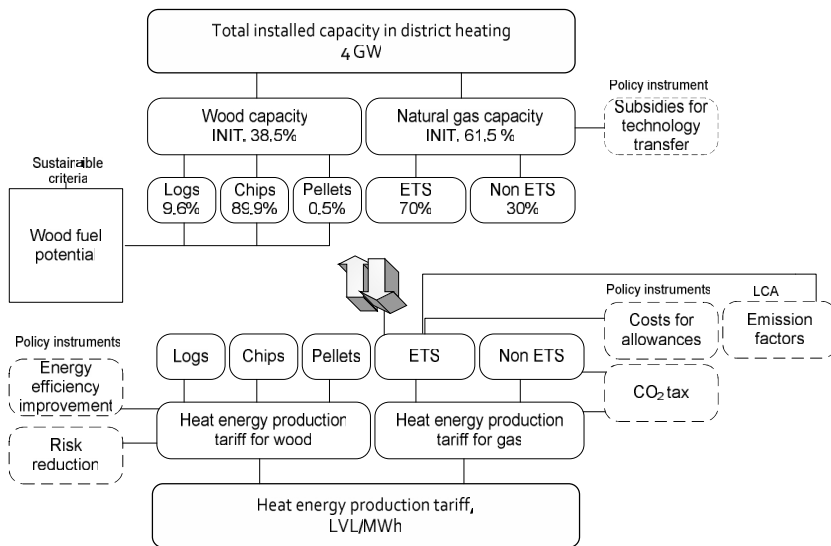 Total installed capacity in district heating
4 GW
Policy instrument
Wood capacity
INIT. 38,5%
Natural gas capacity
INIT. 61.5 %
Subsidies for
technology
transfer
Sustainable
criteria
Logs
9.6%
Chips
89.9%
Pellets
0.5%
ETS
70%
Non ETS
30%
Wood fuel
potential
Policy instruments
LCA
Costs for
allowances
Emission
factors
Policy instruments
Logs
Chips
Pellets
ETS
Non ETS
Energy
efficiency
improvement
CO₂ tax
Heat energy production
tariff for wood
Heat energy production
tariff for gas
Risk
reduction
Heat energy production tariff,
LVL/MWh